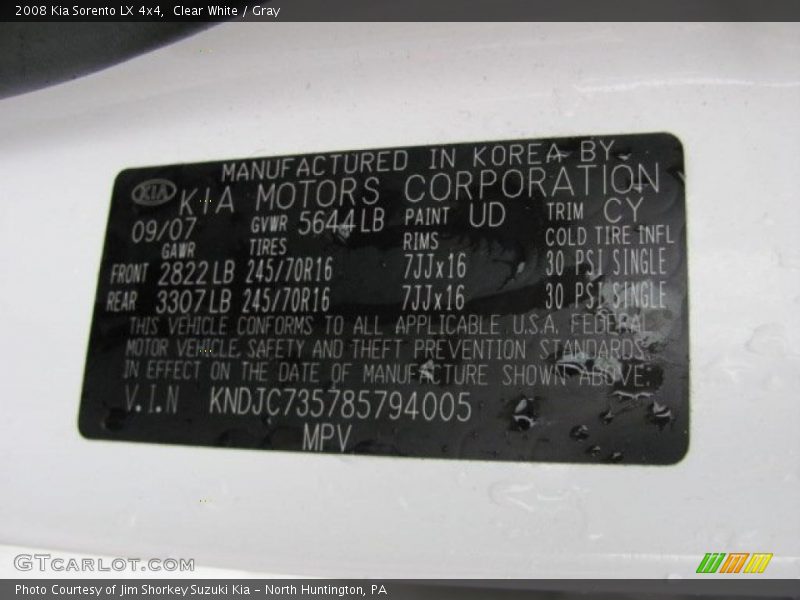 2008 Kia Sorento LX 4x4,  Clear White / Gray
MANUFACTURED IN KOREA BY
KIA KIA MOTORS CORPORATION
09/07 GVWR 5644LB PAINT UD TRIM CY
GAWR TIRES RIMS COLD TIRE INFL
FRONT 2822LB 245/70R16 7JJx16 30 PSI SINGLE
REAR 3307LB 245/70R16 7JJx16 30 PSI SINGLE
THIS VEHICLE CONFORMS TO ALL APPLICABLE U.S.A. FEDERAL
MOTOR VEHICLE SAFETY AND THEFT PREVENTION STANDARDS
IN EFFECT ON THE DATE OF MANUFACTURE SHOWN ABOVE.
V.I.N KNDJC735785794005
MPV
GTCarlot.com
Photo Courtesy of Jim Shorkey Suzuki Kia – North Huntington, PA